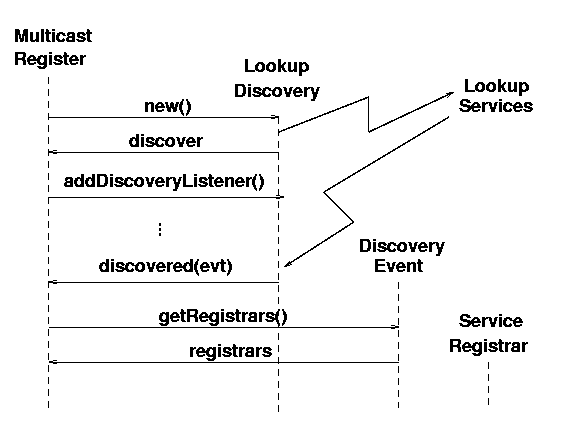 Multicast
Register
Lookup
Discovery
Lookup
Services
new()
discover
addDiscoveryListener()
Discovery
Event
discovered(evt)
getRegistrars()
Service
Registrar
registrars